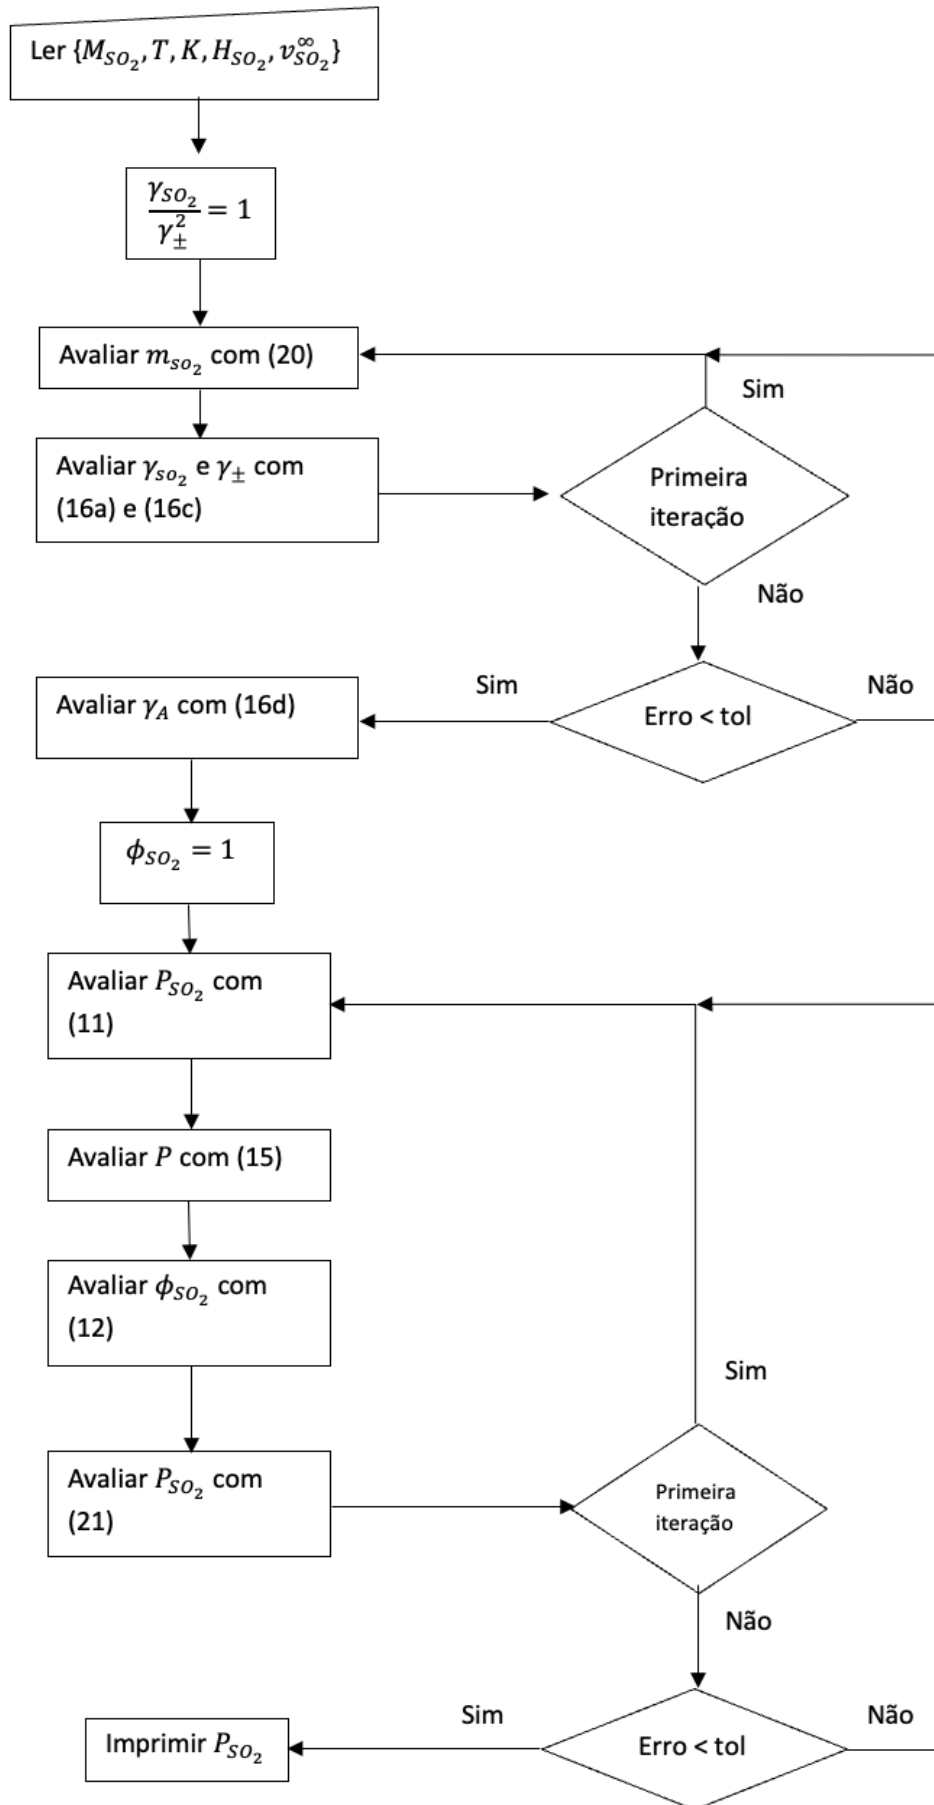 Ler {M_{SO_2}, T, K, H_{SO_2}, v_{SO_2}^∞}
γ_{SO_2} / γ_±^2 = 1
Avaliar m_{so_2} com (20)
Sim
Avaliar γ_{so_2} e γ_± com
(16a) e (16c)
Primeira
iteração
Não
Avaliar γ_A com (16d)
Sim
Erro < tol
Não
ϕ_{SO_2} = 1
Avaliar P_{SO_2} com
(11)
Avaliar P com (15)
Avaliar ϕ_{SO_2} com
(12)
Sim
Avaliar P_{SO_2} com
(21)
Primeira
iteração
Não
Imprimir P_{SO_2}
Sim
Erro < tol
Não